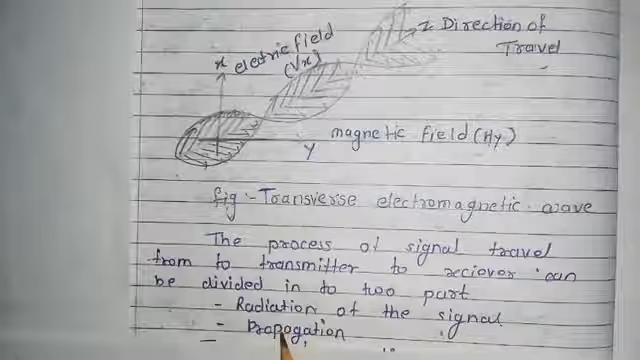 z Direction of
Travel
x electric field
(Vx)
y magnetic field (Hy)
fig :- Transverse electromagnetic wave
The process of signal travel
from to transmitter to reciever can
be divided in to two part
- Radiation of the signal
- Propogation